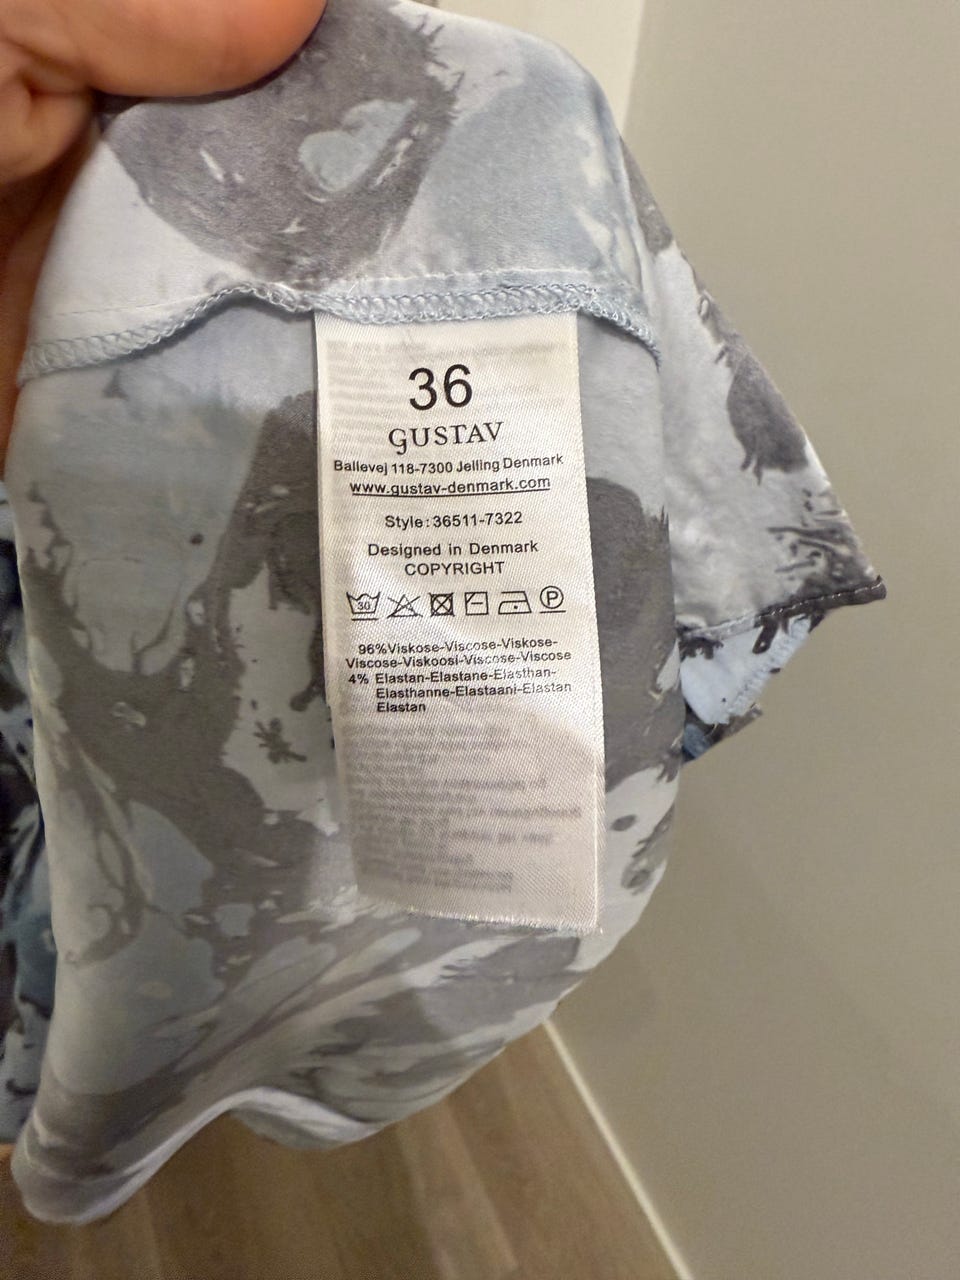 36
GUSTAV
Ballevej 118-7300 Jelling Denmark
www.gustav-denmark.com
Style:36511-7322
Designed in Denmark
COPYRIGHT
30
P
96%Viskose-Viscose-Viskose-
Viscose-Viskoosi-Viscose-Viscose
4% Elastan-Elastane-Elasthan-
Elasthanne-Elastaani-Elastan
Elastan